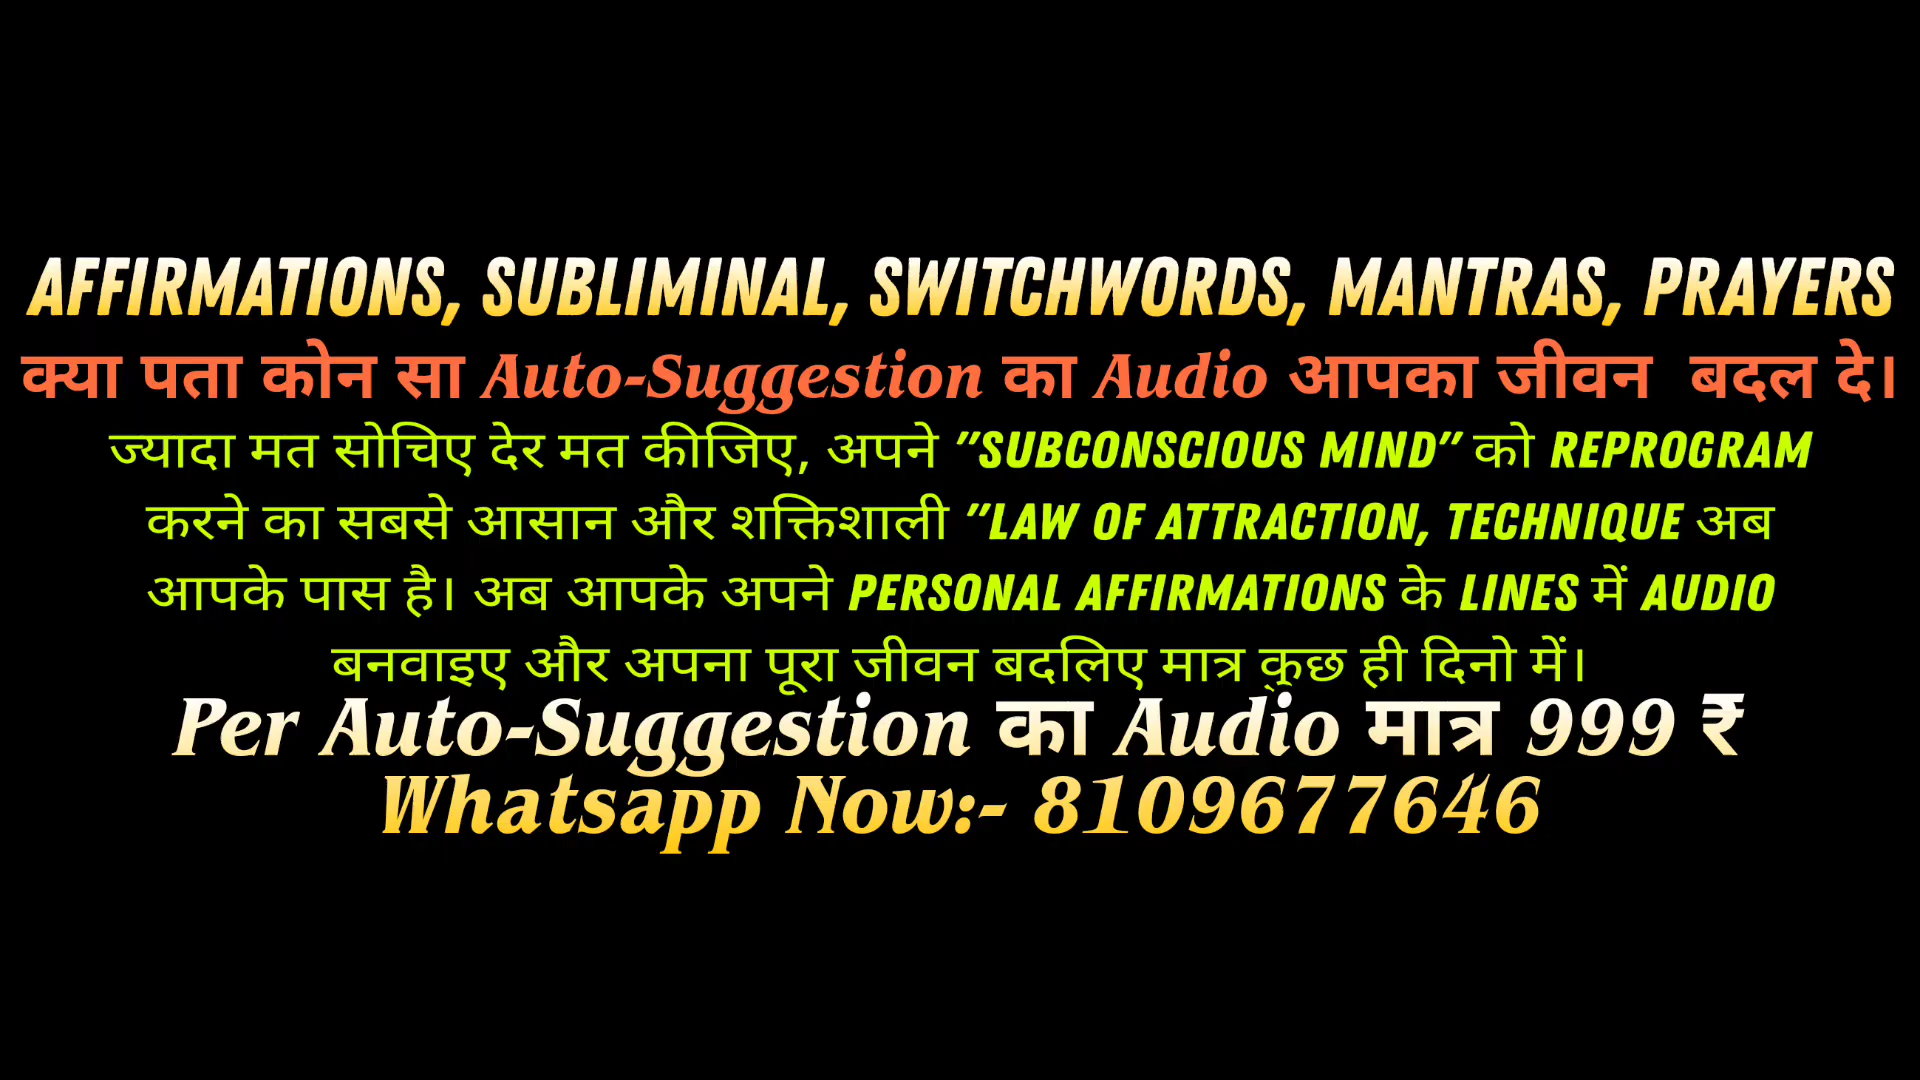 AFFIRMATIONS, SUBLIMINAL, SWITCHWORDS, MANTRAS, PRAYERS
क्या पता कोन सा Auto-Suggestion का Audio आपका जीवन  बदल दे।
ज्यादा मत सोचिए देर मत कीजिए, अपने "SUBCONSCIOUS MIND" को REPROGRAM
करने का सबसे आसान और शक्तिशाली "LAW OF ATTRACTION, TECHNIQUE अब
आपके पास है। अब आपके अपने PERSONAL AFFIRMATIONS के LINES में AUDIO
बनवाइए और अपना पूरा जीवन बदलिए मात्र कुछ ही दिनो में।
Per Auto-Suggestion का Audio मात्र 999 ₹
Whatsapp Now:- 8109677646